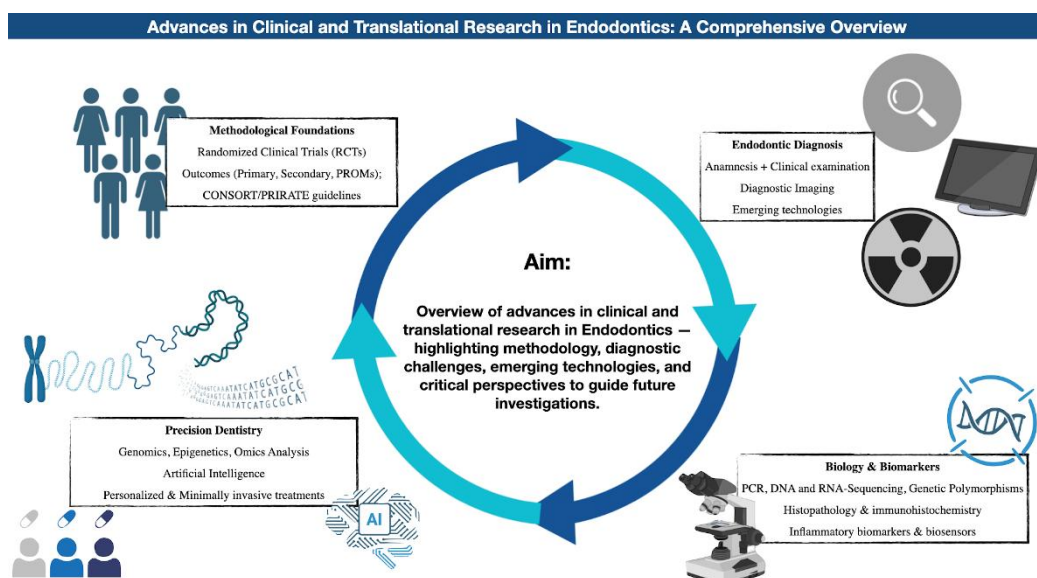 Advances in Clinical and Translational Research in Endodontics: A Comprehensive Overview
Methodological Foundations
Randomized Clinical Trials (RCTs)
Outcomes (Primary, Secondary, PROMs);
CONSORT/PRIRATE guidelines
Endodontic Diagnosis
Anamnesis + Clinical examination
Diagnostic Imaging
Emerging technologies
Aim:
Overview of advances in clinical and
translational research in Endodontics —
highlighting methodology, diagnostic
challenges, emerging technologies, and
critical perspectives to guide future
investigations.
Precision Dentistry
Genomics, Epigenetics, Omics Analysis
Artificial Intelligence
Personalized & Minimally invasive treatments
AI
Biology & Biomarkers
PCR, DNA and RNA-Sequencing, Genetic Polymorphisms
Histopathology & immunohistochemistry
Inflammatory biomarkers & biosensors